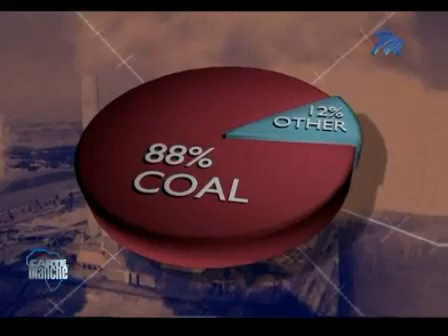 M
12%
OTHER
88%
COAL
CARTE
Blanche